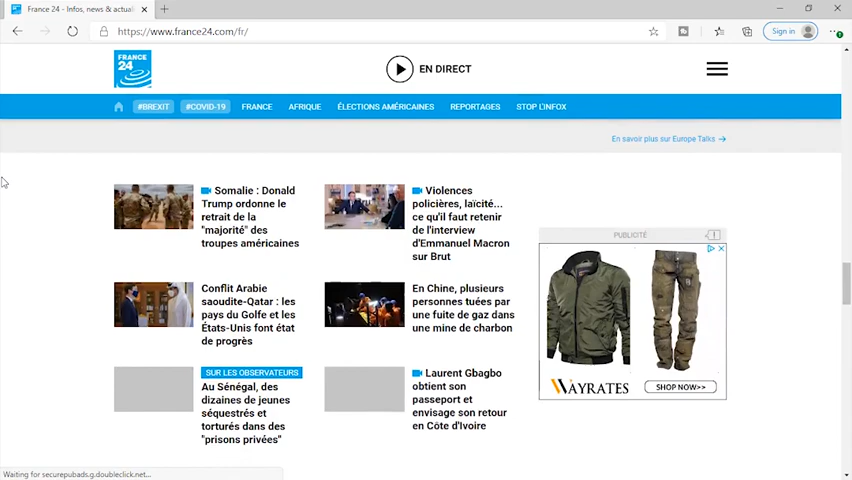 France 24 - Infos, news & actual
https://www.france24.com/fr/
Sign in
FRANCE
24
EN DIRECT
#BREXIT
#COVID-19
FRANCE
AFRIQUE
ÉLECTIONS AMÉRICAINES
REPORTAGES
STOP L'INFOX
En savoir plus sur Europe Talks →
Somalie : Donald
Trump ordonne le
retrait de la
"majorité" des
troupes américaines
Violences
policières, laïcité...
ce qu'il faut retenir
de l'interview
d'Emmanuel Macron
sur Brut
PUBLICITÉ
Conflit Arabie
saoudite-Qatar : les
pays du Golfe et les
États-Unis font état
de progrès
En Chine, plusieurs
personnes tuées par
une fuite de gaz dans
une mine de charbon
WAYRATES
SHOP NOW>>
SUR LES OBSERVATEURS
Au Sénégal, des
dizaines de jeunes
séquestrés et
torturés dans des
"prisons privées"
Laurent Gbagbo
obtient son
passeport et
envisage son retour
en Côte d'Ivoire
Waiting for securepubads.g.doubleclick.net...